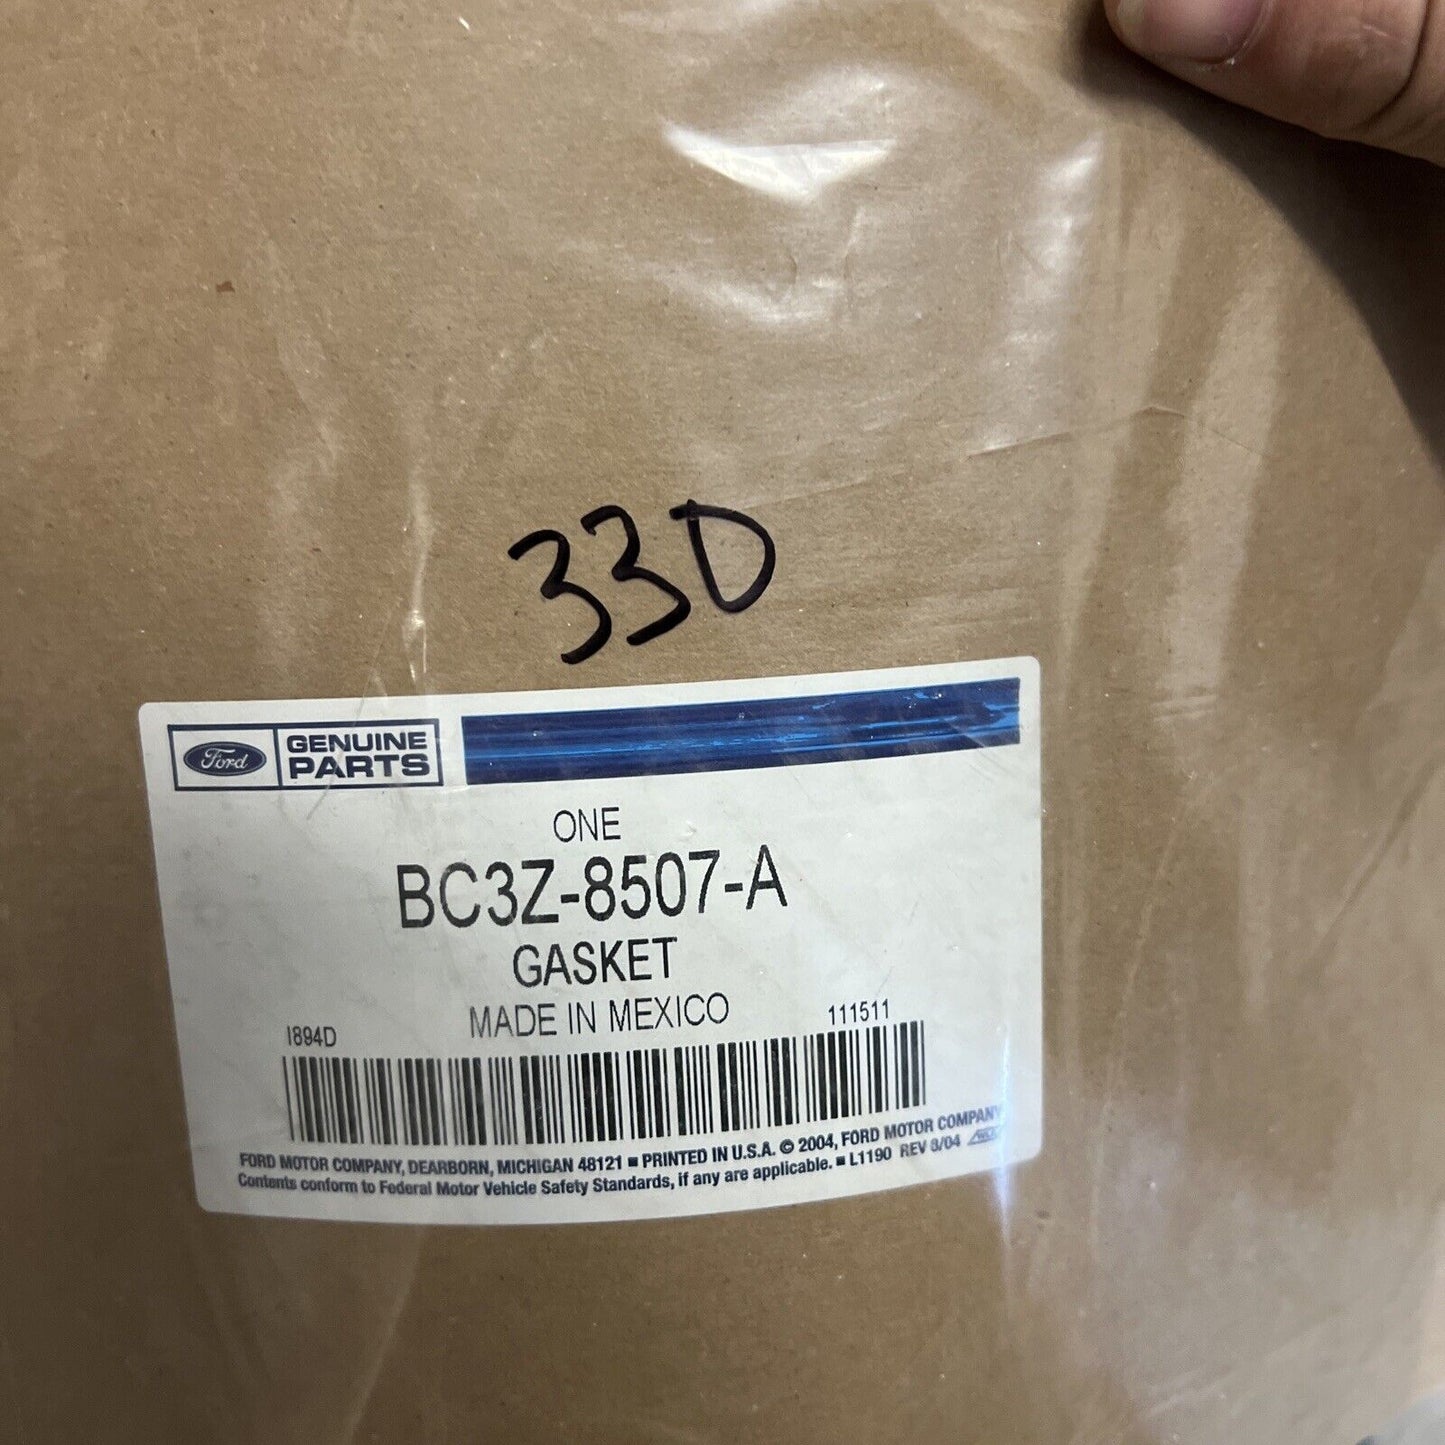 330
Ford
GENUINE
PARTS
ONE
BC3Z-8507-A
GASKET
MADE IN MEXICO
I894D
111511
FORD MOTOR COMPANY, DEARBORN, MICHIGAN 48121 ■ PRINTED IN U.S.A. © 2004, FORD MOTOR COMPANY
Contents conform to Federal Motor Vehicle Safety Standards, if any are applicable. ■ L1190 REV 3/04